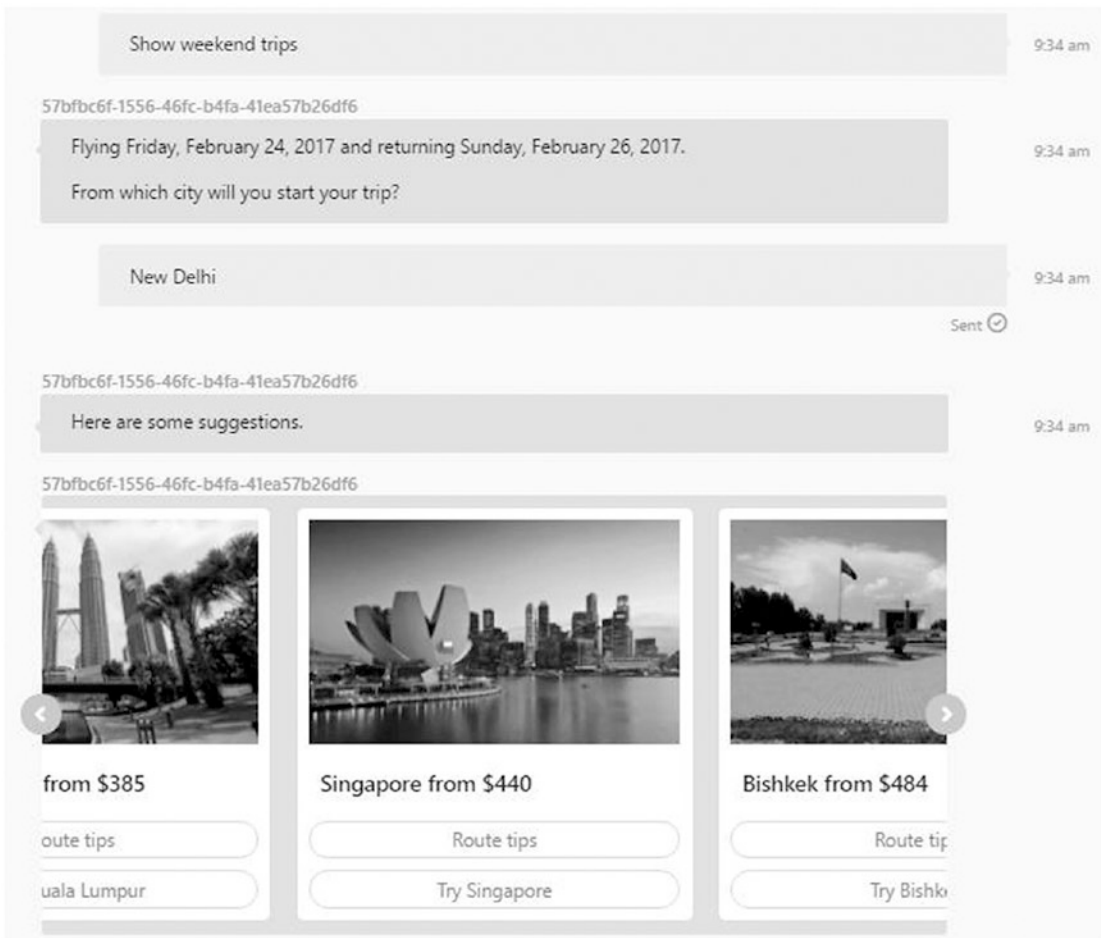 Show weekend trips
9:34 am
57bfbc6f-1556-46fc-b4fa-41ea57b26df6
Flying Friday, February 24, 2017 and returning Sunday, February 26, 2017.
9:34 am
From which city will you start your trip?
New Delhi
9:34 am
Sent
57bfbc6f-1556-46fc-b4fa-41ea57b26df6
Here are some suggestions.
9:34 am
57bfbc6f-1556-46fc-b4fa-41ea57b26df6
from $385
Singapore from $440
Bishkek from $484
oute tips
Route tips
Route tip
uala Lumpur
Try Singapore
Try Bishk